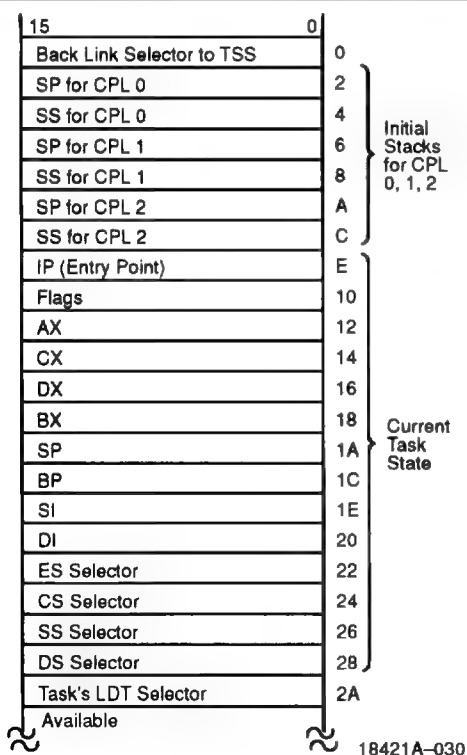 15 0
Back Link Selector to TSS 0
SP for CPL 0 2
SS for CPL 0 4
SP for CPL 1 6
SS for CPL 1 8
SP for CPL 2 A
SS for CPL 2 C
Initial
Stacks
for CPL
0, 1, 2
IP (Entry Point) E
Flags 10
AX 12
CX 14
DX 16
BX 18
SP 1A
BP 1C
SI 1E
DI 20
ES Selector 22
CS Selector 24
SS Selector 26
DS Selector 28
Current
Task
State
Task's LDT Selector 2A
Available
18421A–030